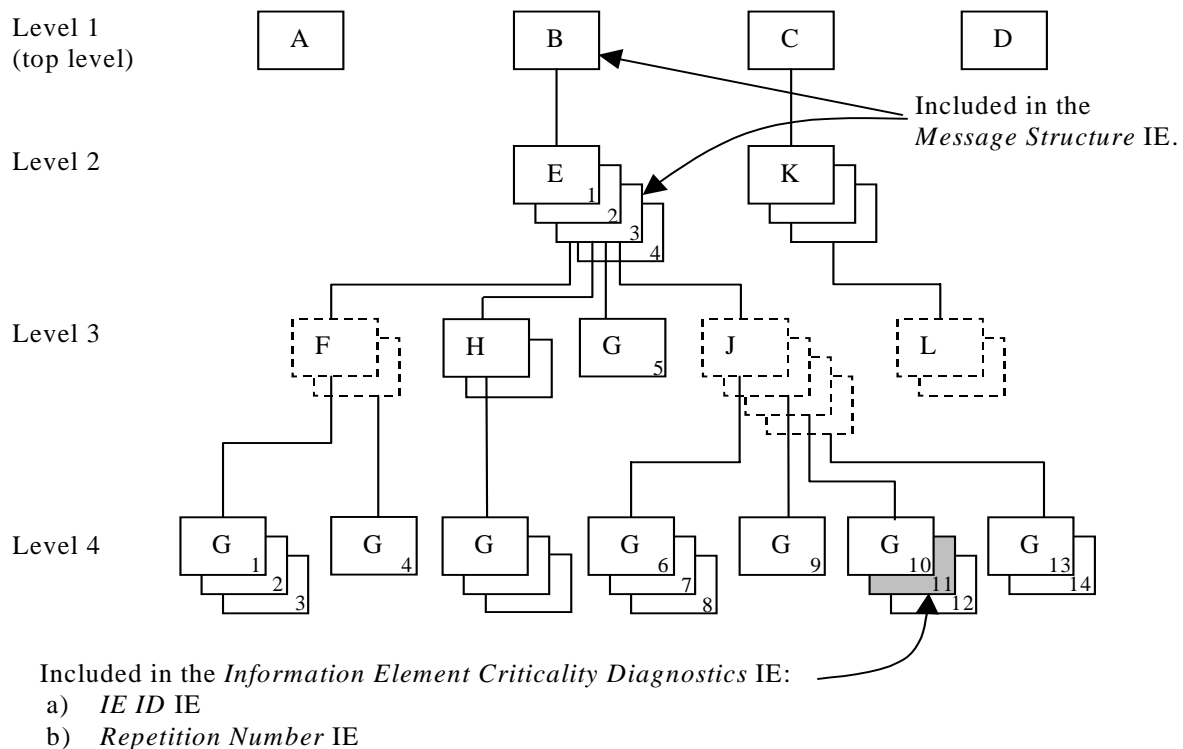 Level 1
(top level)
A
B
C
D
Included in the
Message Structure IE.
Level 2
E
1
2
3
4
K
Level 3
F
H
G
5
J
L
Level 4
G
1
2
3
G
4
G
G
6
7
8
G
9
G
10
11
12
G
13
14
Included in the Information Element Criticality Diagnostics IE:
a) IE ID IE
b) Repetition Number IE